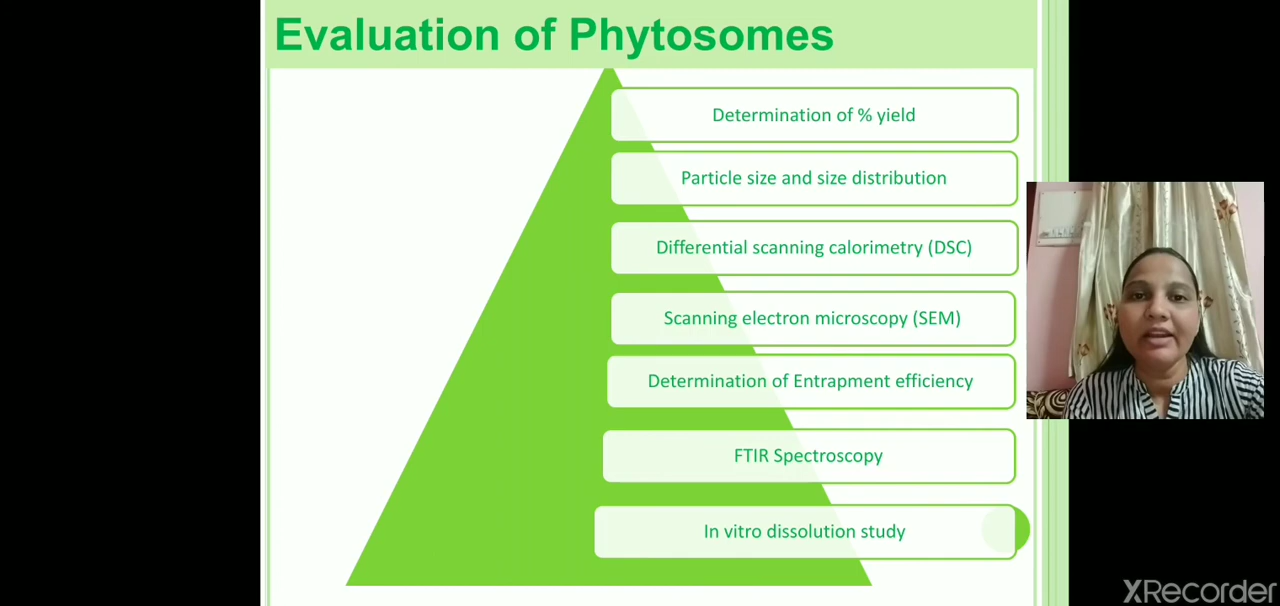 Evaluation of Phytosomes
Determination of % yield
Particle size and size distribution
Differential scanning calorimetry (DSC)
Scanning electron microscopy (SEM)
Determination of Entrapment efficiency
FTIR Spectroscopy
In vitro dissolution study
XRecorder